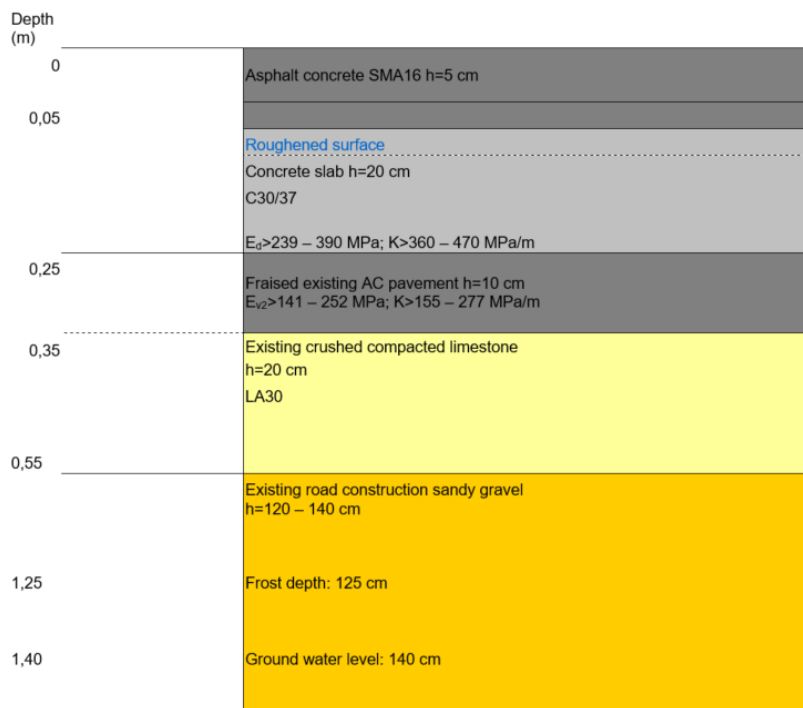 Depth
(m)
0
Asphalt concrete SMA16 h=5 cm
0,05
Roughened surface
Concrete slab h=20 cm
C30/37
Ed>239 – 390 MPa; K>360 – 470 MPa/m
0,25
Fraised existing AC pavement h=10 cm
Ev2>141 – 252 MPa; K>155 – 277 MPa/m
0,35
Existing crushed compacted limestone
h=20 cm
LA30
0,55
Existing road construction sandy gravel
h=120 – 140 cm
1,25
Frost depth: 125 cm
1,40
Ground water level: 140 cm